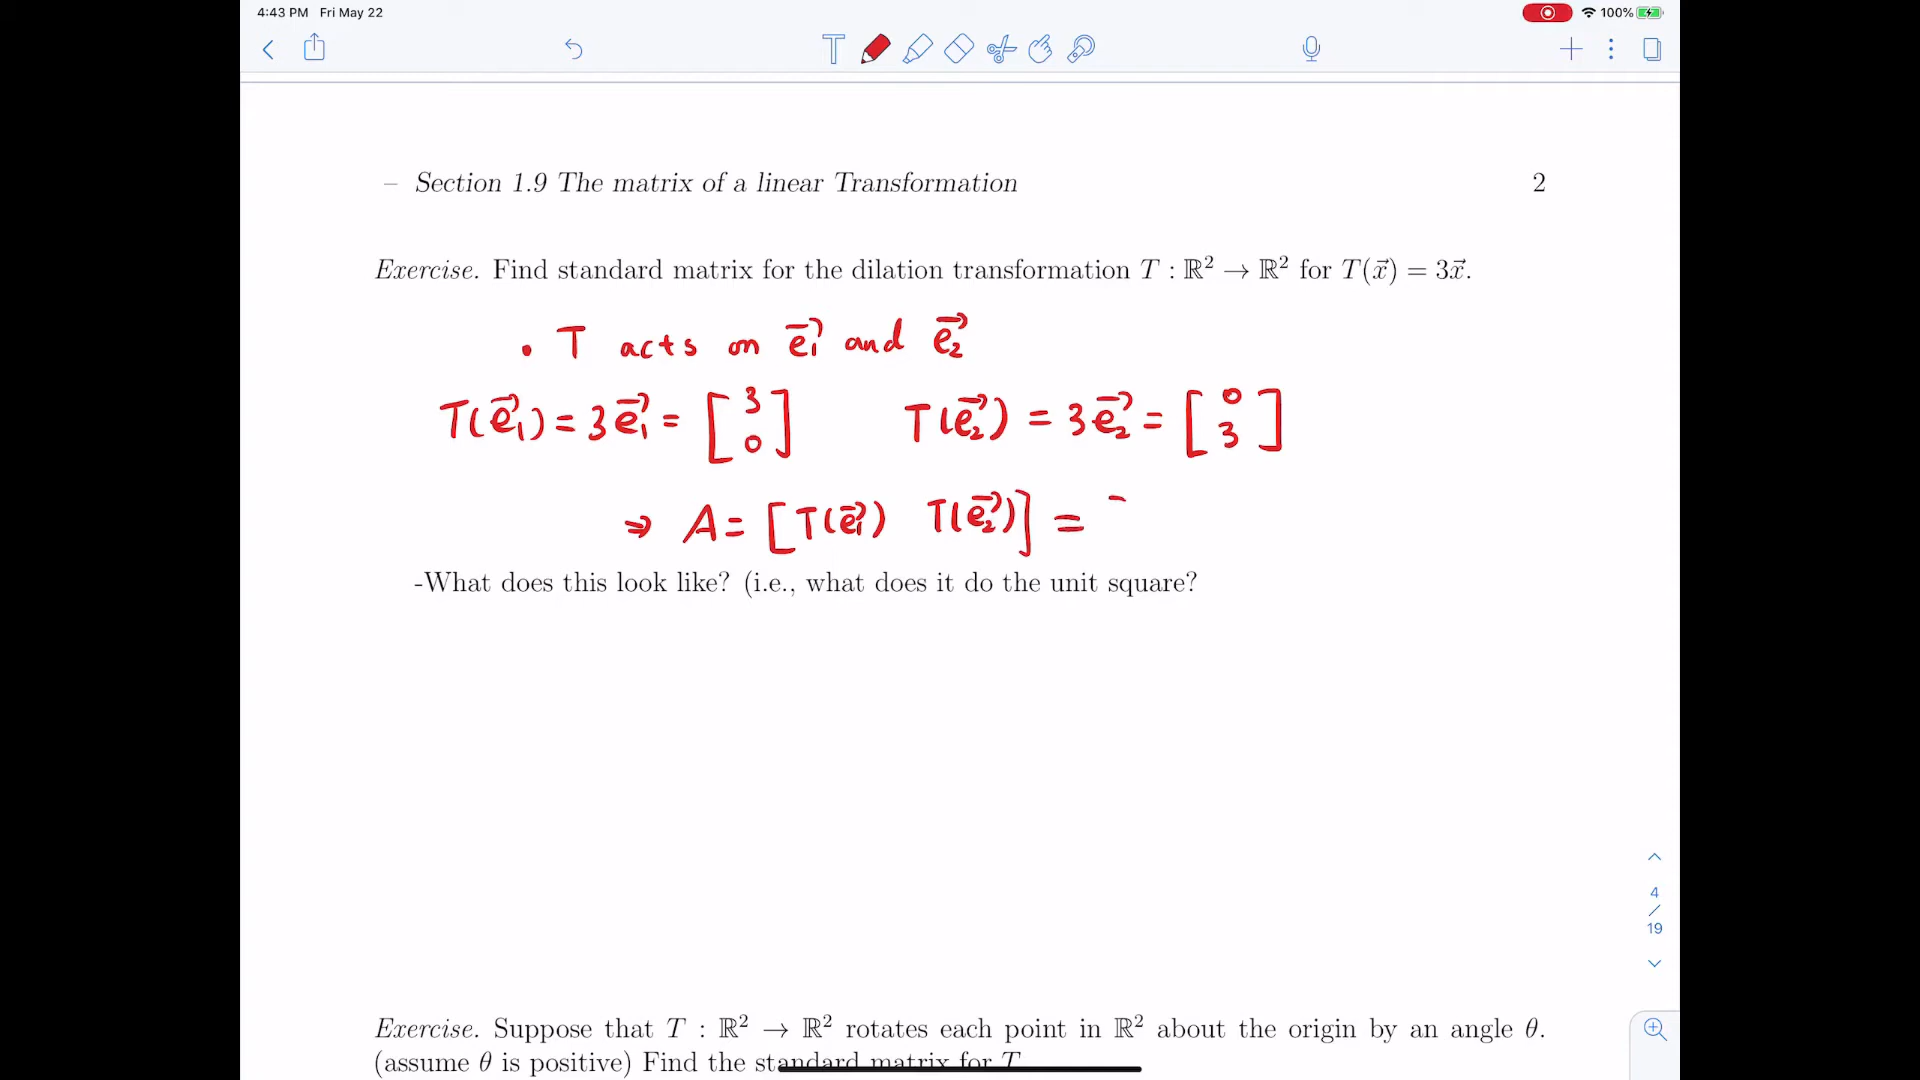 4:43 PM Fri May 22
100%
– Section 1.9 The matrix of a linear Transformation 2
Exercise. Find standard matrix for the dilation transformation T : ℝ² → ℝ² for T(x⃗) = 3x⃗.
• T acts on e⃗₁ and e⃗₂
T(e⃗₁) = 3e⃗₁ = [3 0] T(e⃗₂) = 3e⃗₂ = [0 3]
⇒ A = [T(e⃗₁) T(e⃗₂)] =
-What does this look like? (i.e., what does it do the unit square?
4
/
19
Exercise. Suppose that T : ℝ² → ℝ² rotates each point in ℝ² about the origin by an angle θ.
(assume θ is positive) Find the standard matrix for T